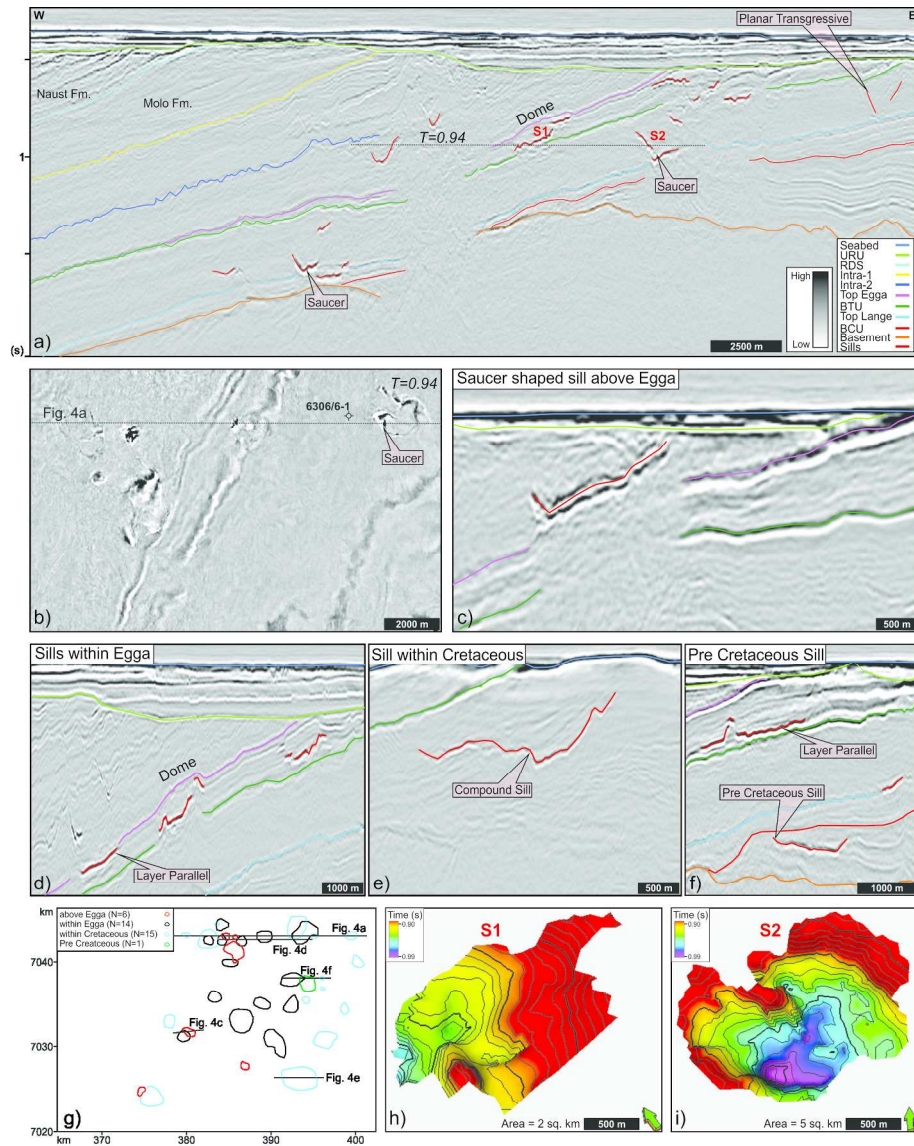 W
E
Planar Transgressive
Naust Fm.
Molo Fm.
Dome
T=0.94
S1
S2
1
Saucer
Saucer
High
Low
Seabed
URU
RDS
Intra-1
Intra-2
Top Egga
BTU
Top Lange
BCU
Basement
Sills
(s)
a)
2500 m
T=0.94
Fig. 4a
6306/6-1
Saucer
b)
2000 m
Saucer shaped sill above Egga
c)
500 m
Sills within Egga
Dome
Layer Parallel
d)
1000 m
Sill within Cretaceous
Compound Sill
e)
500 m
Pre Cretaceous Sill
Layer Parallel
Pre Cretaceous Sill
f)
1000 m
km
above Egga (N=6)
within Egga (N=14)
within Cretaceous (N=15)
Pre Creatceous (N=1)
Fig. 4a
Fig. 4d
7040
Fig. 4f
Fig. 4c
7030
Fig. 4e
g)
7020
km
370
380
390
400
Time (s)
0.90
0.99
S1
h)
Area = 2 sq. km
500 m
Time (s)
0.90
0.99
S2
i)
Area = 5 sq. km
500 m